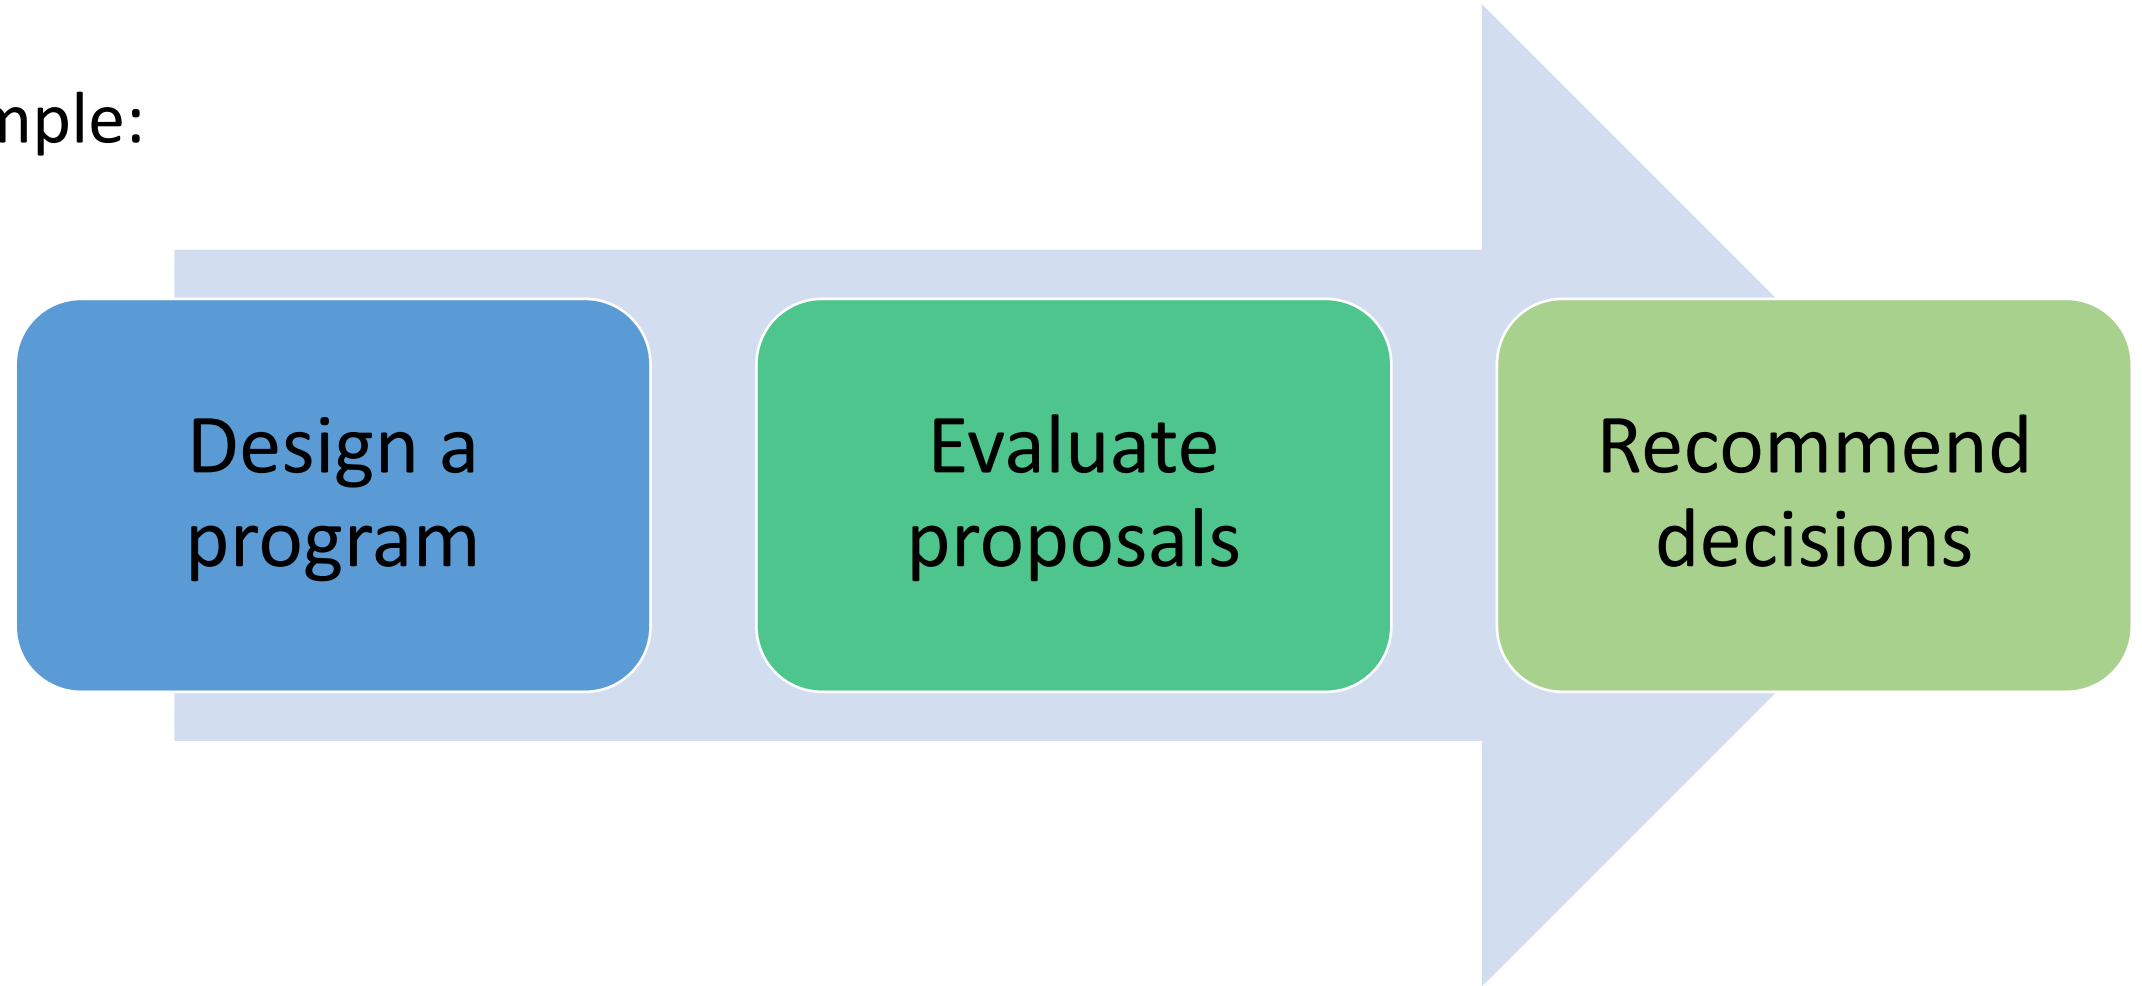 mple:
Design a
program
Evaluate
proposals
Recommend
decisions